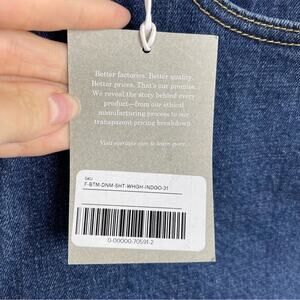 Better factories. Better quality.
Better prices. That's our promise.
We reveal the story behind every
product—from our ethical
manufacturing process to our
transparent pricing breakdown.
Visit everlane.com to learn more.
SKU
F-BTM-DNM-SHT-WHGH-INDGO-31
0-00000-70591-2